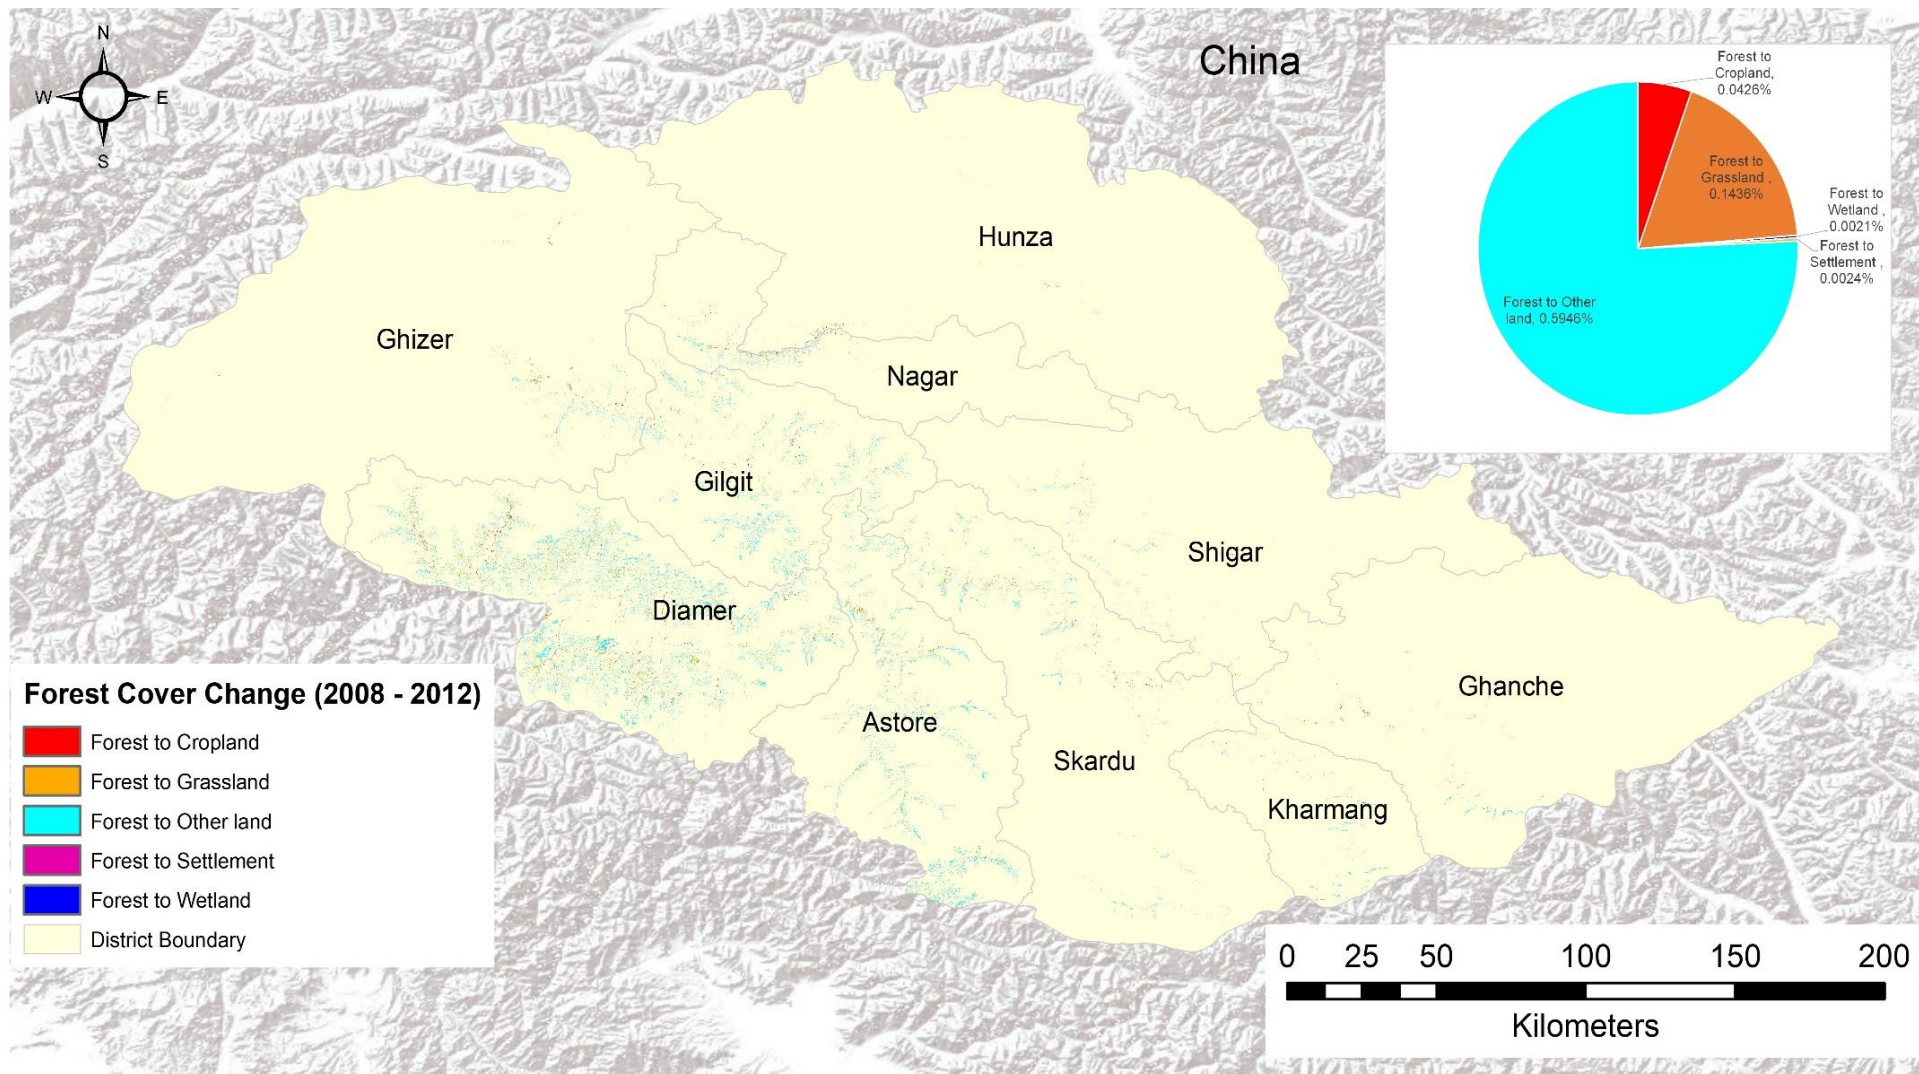 N
W
E
S
China
Forest to
Cropland,
0.0426%
Forest to
Grassland ,
0.1436%
Forest to
Wetland ,
0.0021%
Forest to
Settlement ,
0.0024%
Forest to Other
land, 0.5946%
Hunza
Ghizer
Nagar
Gilgit
Shigar
Diamer
Ghanche
Astore
Skardu
Kharmang
Forest Cover Change (2008 - 2012)
Forest to Cropland
Forest to Grassland
Forest to Other land
Forest to Settlement
Forest to Wetland
District Boundary
0 25 50 100 150 200
Kilometers